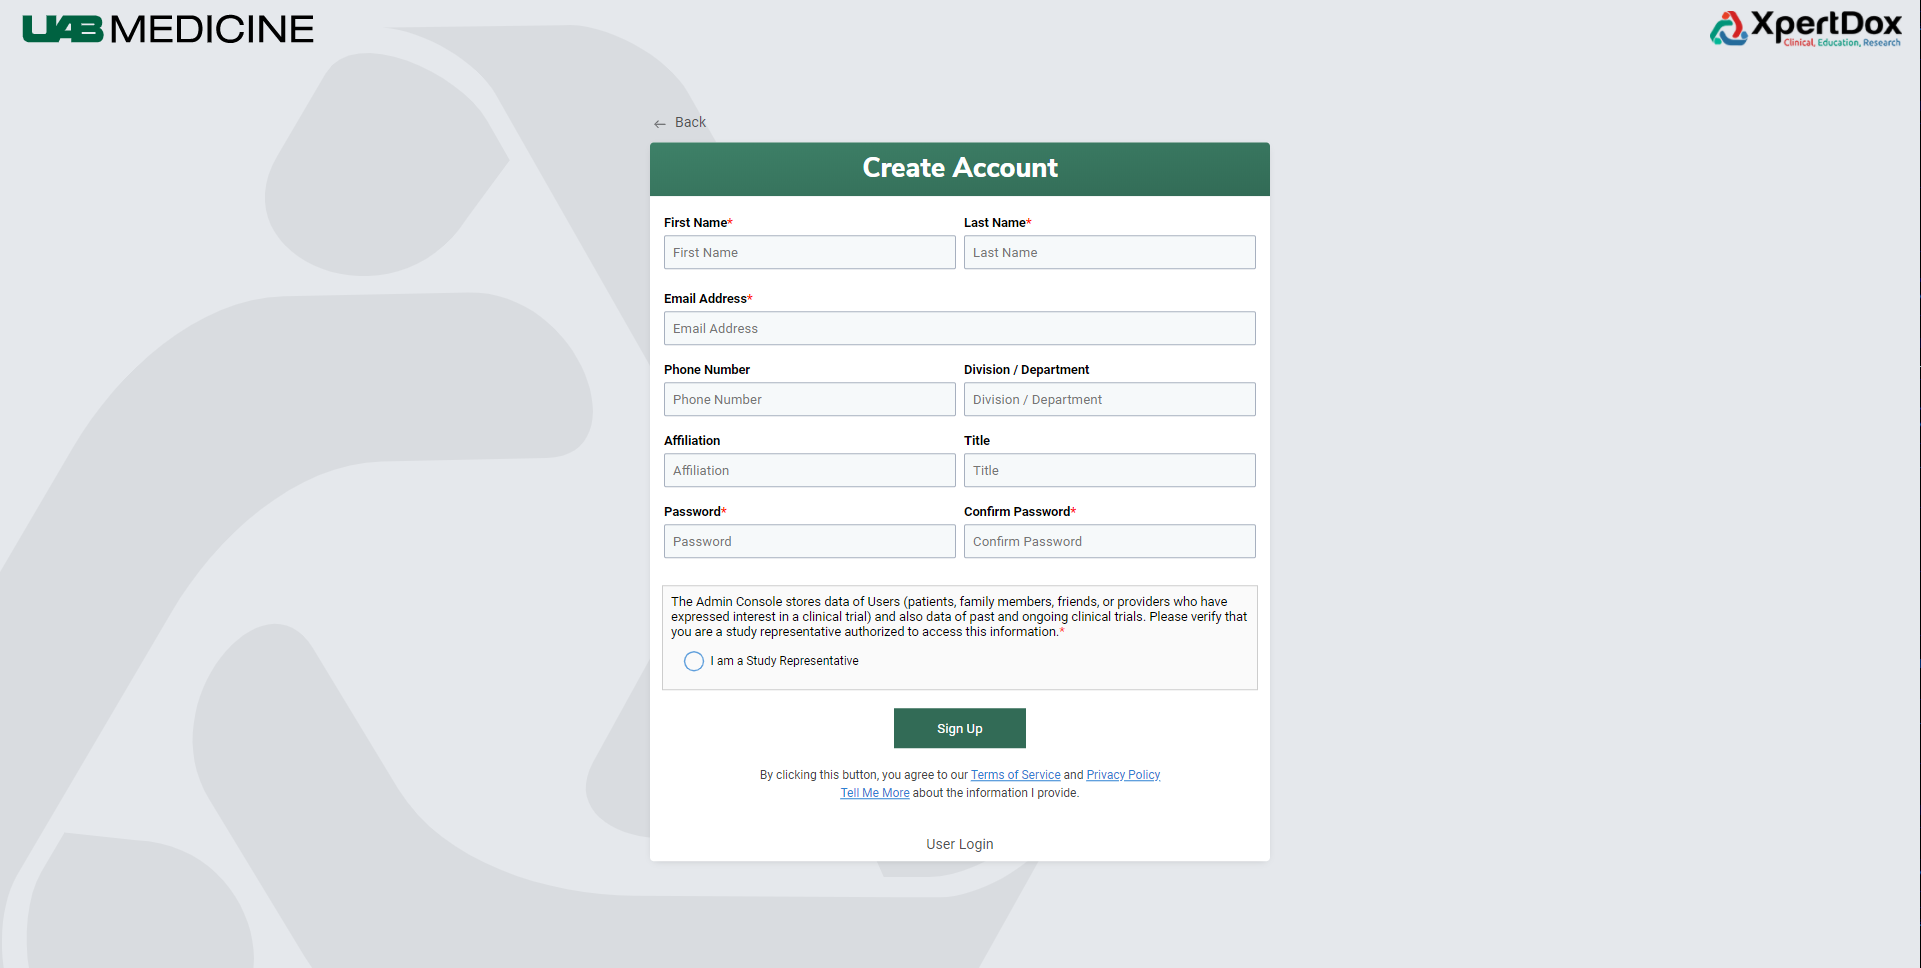 UAB MEDICINE
XpertDox
Clinical, Education, Research
← Back
Create Account
First Name*
Last Name*
First Name
Last Name
Email Address*
Email Address
Phone Number
Division / Department
Phone Number
Division / Department
Affiliation
Title
Affiliation
Title
Password*
Confirm Password*
Password
Confirm Password
The Admin Console stores data of Users (patients, family members, friends, or providers who have
expressed interest in a clinical trial) and also data of past and ongoing clinical trials. Please verify that
you are a study representative authorized to access this information.*
I am a Study Representative
Sign Up
By clicking this button, you agree to our Terms of Service and Privacy Policy
Tell Me More about the information I provide.
User Login